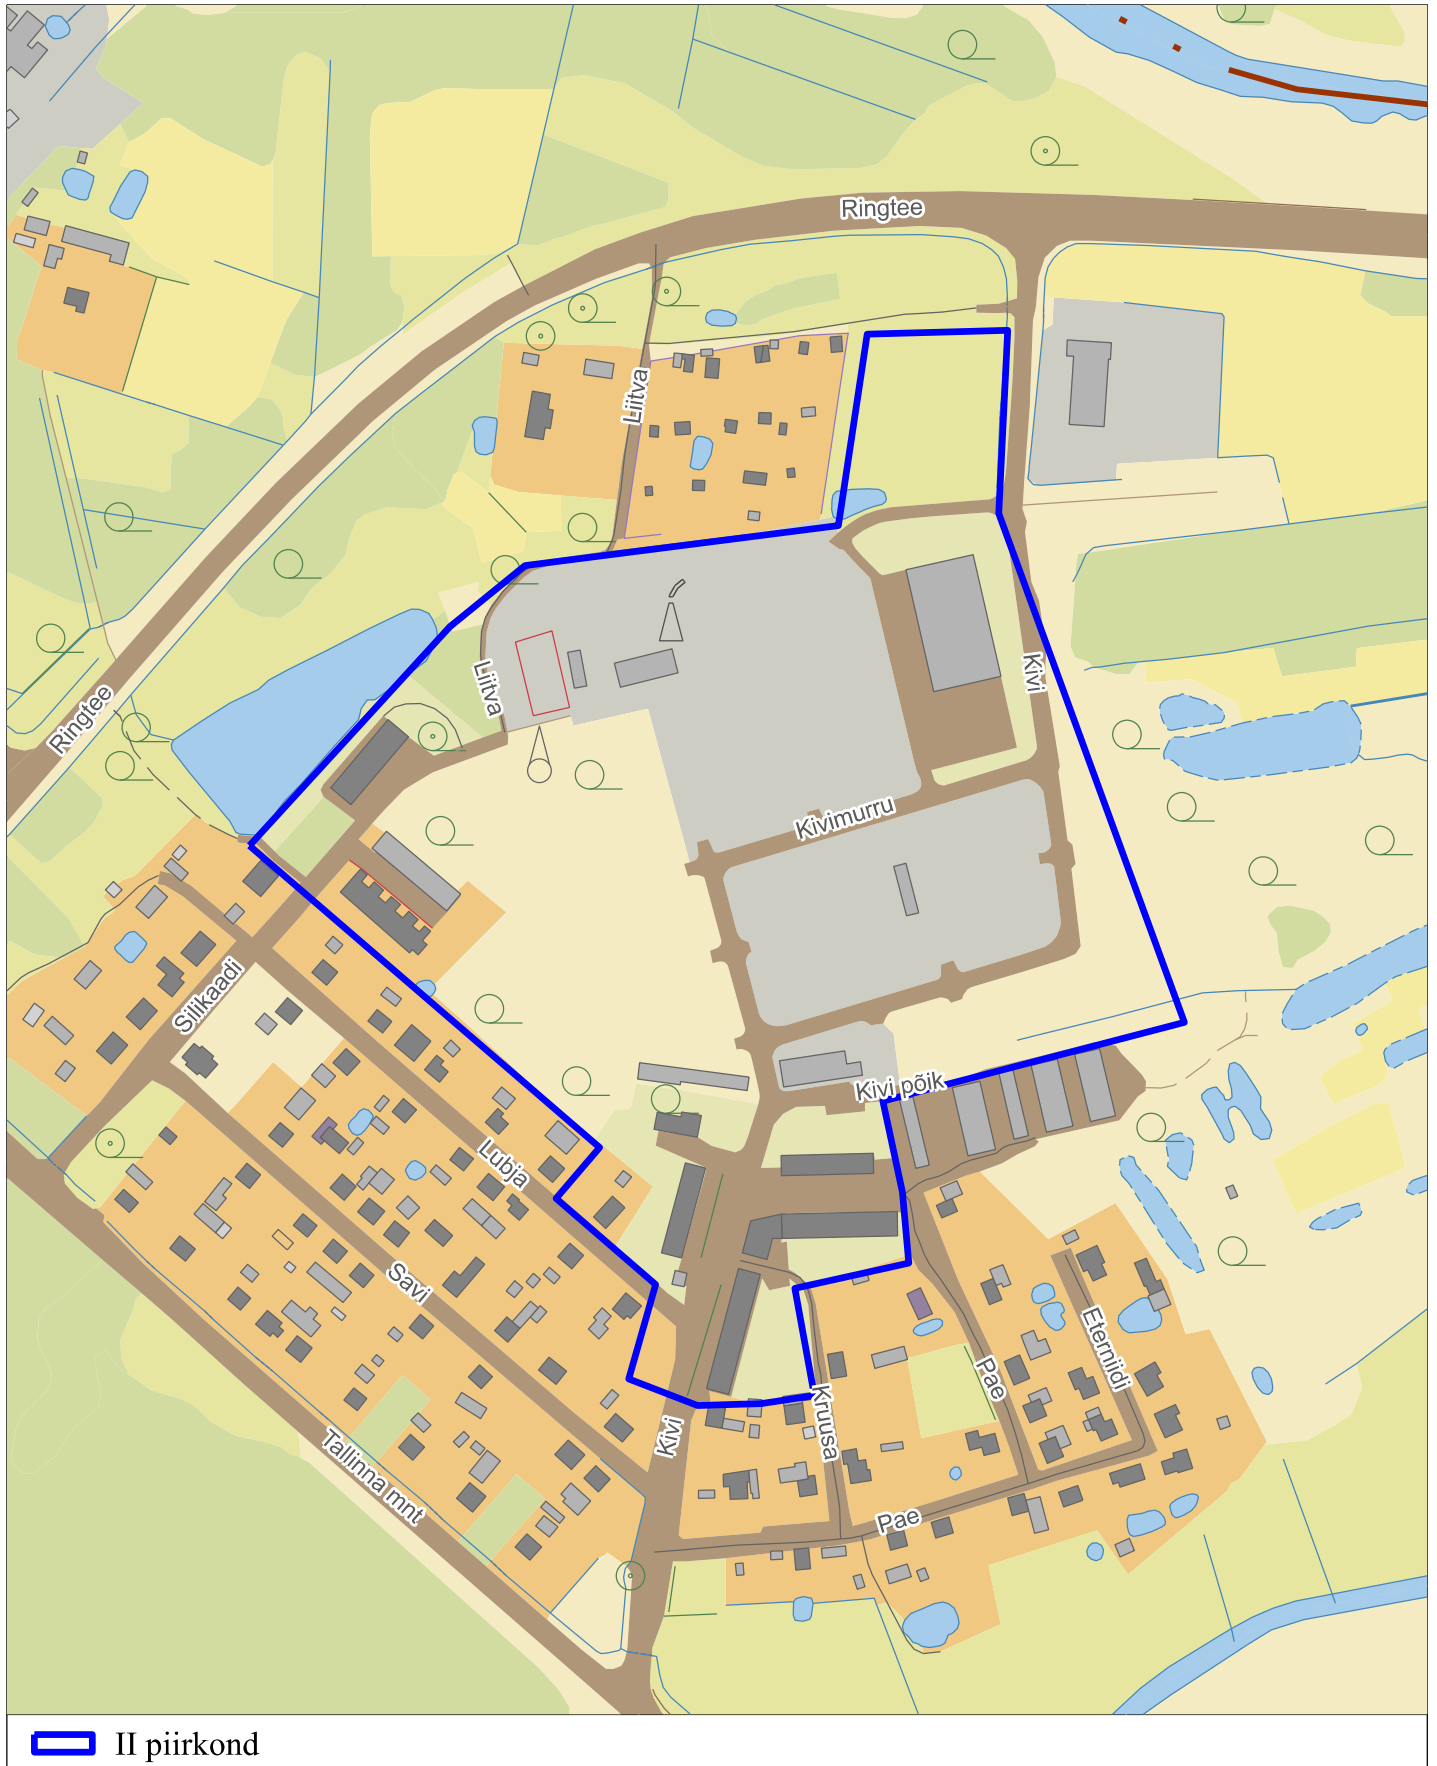 Ringtee
Liitva
Liitva
Kivi
Ringtee
Kivimurru
Silikaadi
Kivi põik
Lubja
Savi
Eterniidi
Pae
Kruusa
Kivi
Tallinna mnt
Pae
II piirkond